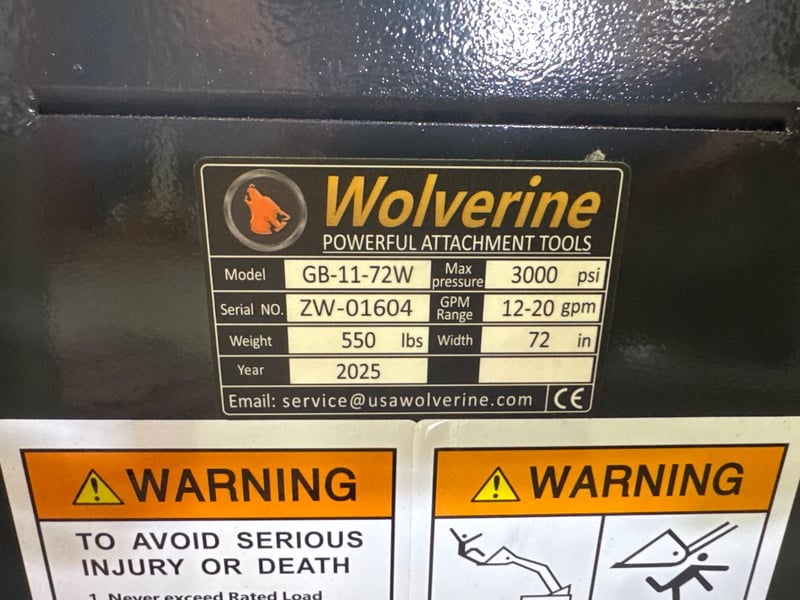 Wolverine
POWERFUL ATTACHMENT TOOLS
Model GB-11-72W Max pressure 3000 psi
Serial NO. ZW-01604 GPM Range 12-20 gpm
Weight 550 lbs Width 72 in
Year 2025
Email: service@usawolverine.com CE
WARNING
TO AVOID SERIOUS
INJURY OR DEATH
1. Never exceed Rated Load
WARNING